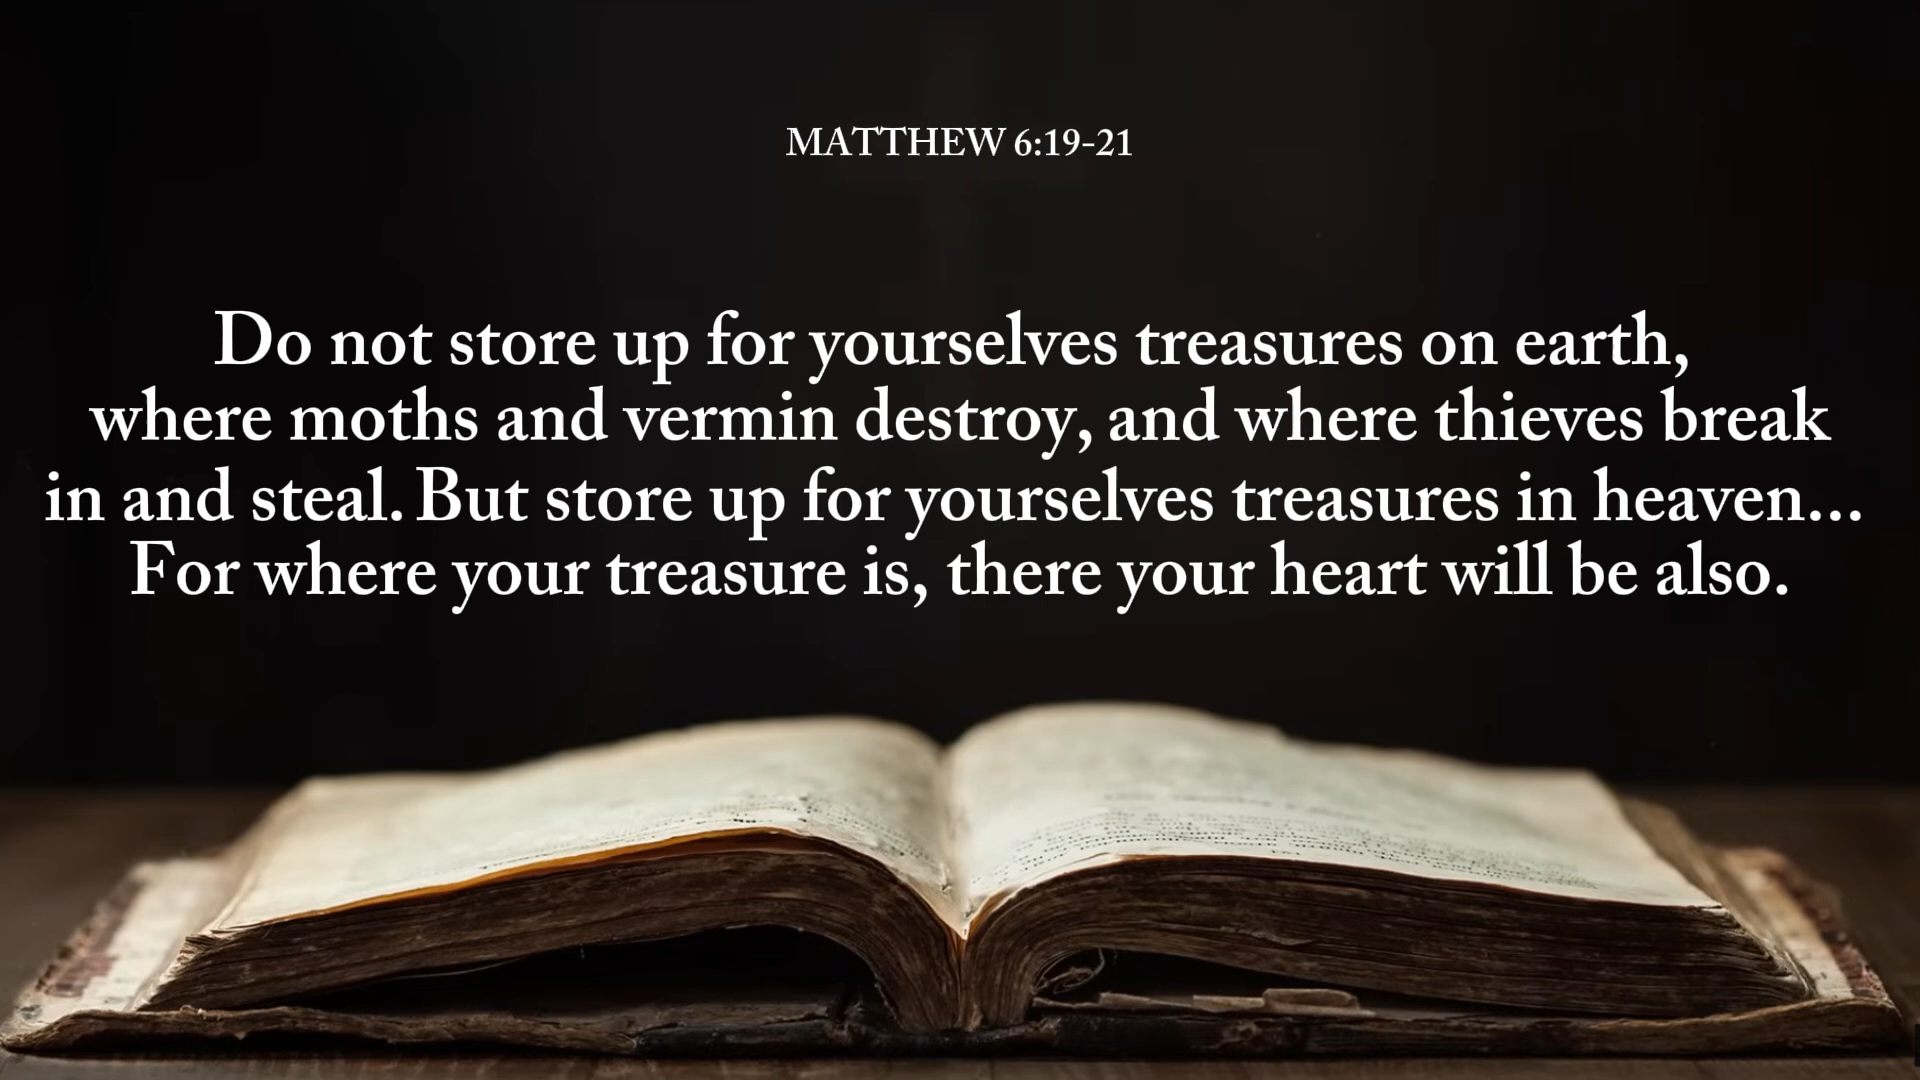 MATTHEW 6:19-21
Do not store up for yourselves treasures on earth,
where moths and vermin destroy, and where thieves break
in and steal. But store up for yourselves treasures in heaven...
For where your treasure is, there your heart will be also.